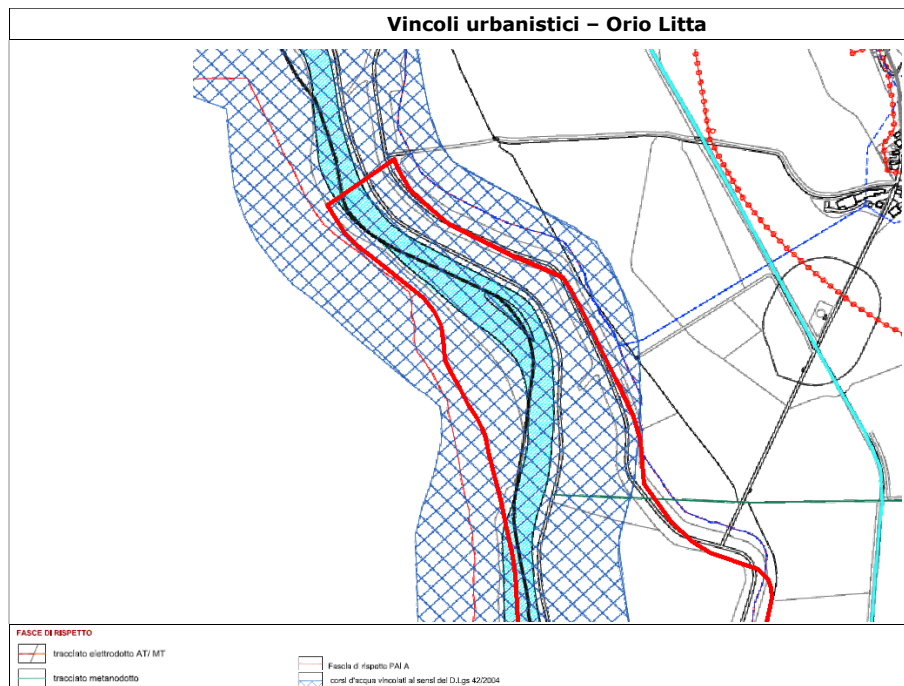 Vincoli urbanistici – Orio Litta
FASCE DI RISPETTO
tracciato elettrodotto AT/ MT
tracciato metanodotto
Fascia di rispetto PAI A
corsi d'acqua vincolati ai sensi del D.Lgs 42/2004